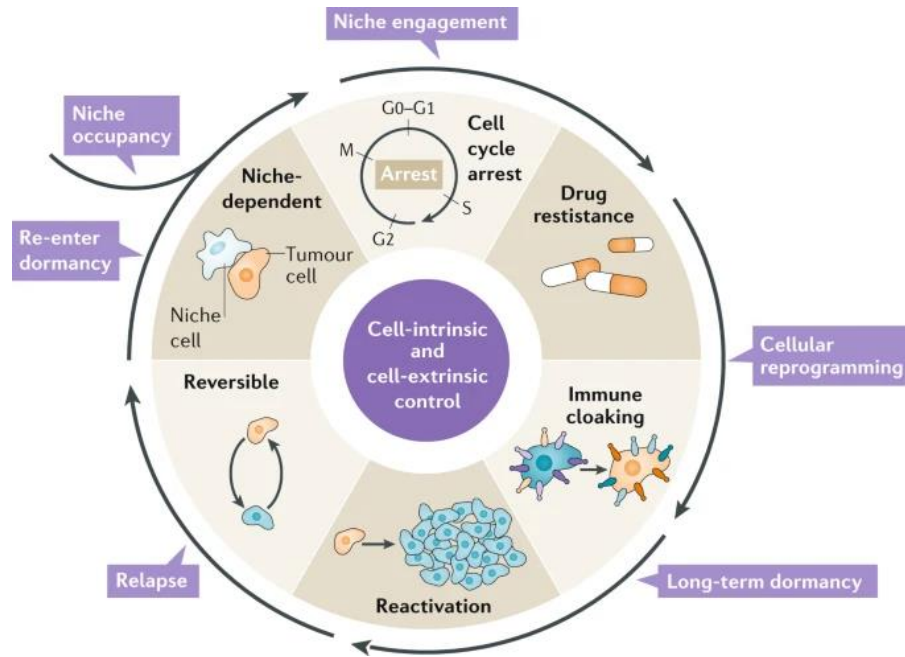 Niche engagement
Niche
occupancy
Re-enter
dormancy
G0–G1
M
Arrest
S
G2
Cell
cycle
arrest
Drug
restistance
Niche-
dependent
Tumour
cell
Niche
cell
Cell-intrinsic
and
cell-extrinsic
control
Cellular
reprogramming
Immune
cloaking
Reversible
Reactivation
Long-term dormancy
Relapse